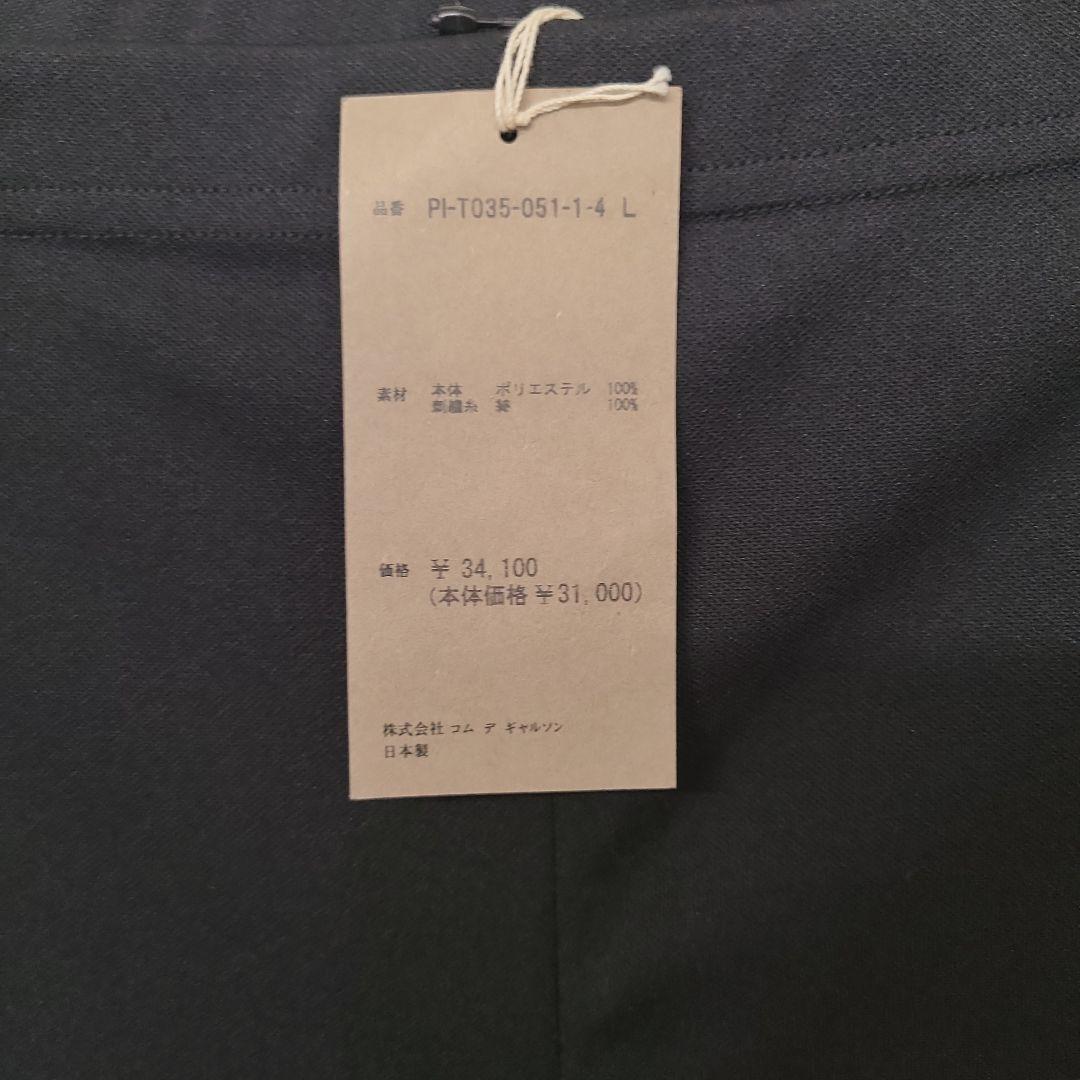 品番 PI-T035-051-1-4 L
素材 本体 ポリエステル 100%
刺繍糸 綿 100%
価格 ¥ 34,100
(本体価格 ¥31,000)
株式会社 コム デ ギャルソン
日本製